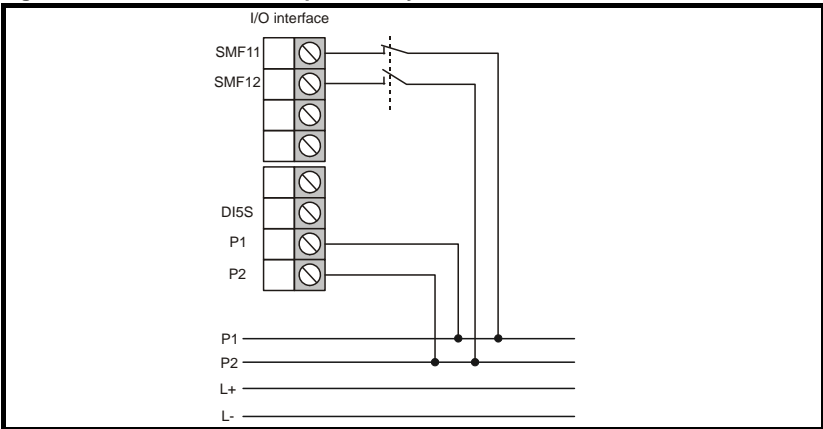 I/O interface
SMF11
SMF12
DI5S
P1
P2
P1
P2
L+
L-